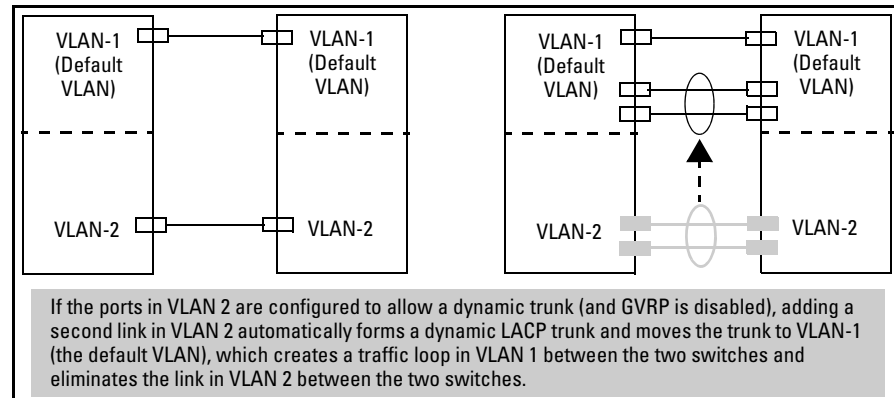 VLAN-1
(Default
VLAN)
VLAN-1
(Default
VLAN)
VLAN-2
VLAN-2
VLAN-1
(Default
VLAN)
VLAN-1
(Default
VLAN)
VLAN-2
VLAN-2
If the ports in VLAN 2 are configured to allow a dynamic trunk (and GVRP is disabled), adding a
second link in VLAN 2 automatically forms a dynamic LACP trunk and moves the trunk to VLAN-1
(the default VLAN), which creates a traffic loop in VLAN 1 between the two switches and
eliminates the link in VLAN 2 between the two switches.